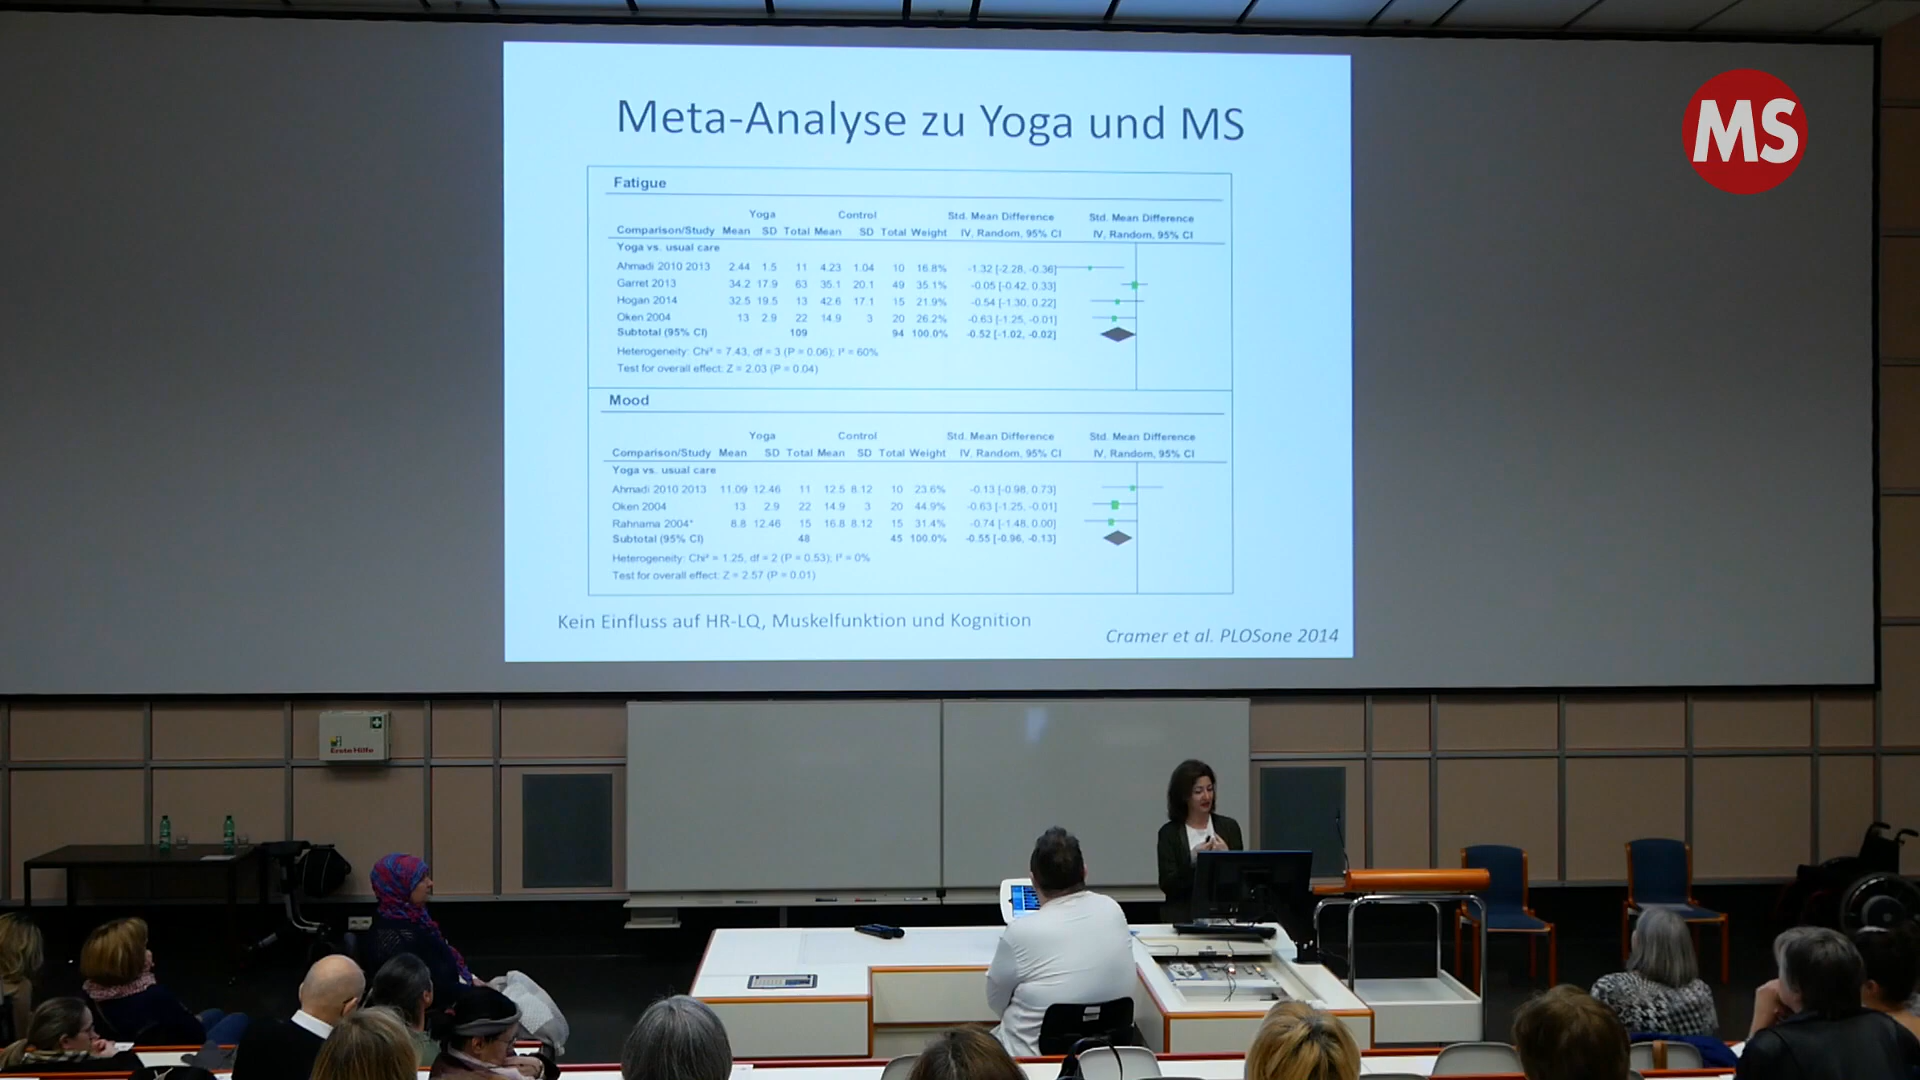 Meta-Analyse zu Yoga und MS
MS
Fatigue
Yoga Control Std. Mean Difference Std. Mean Difference
Comparison/Study Mean SD Total Mean SD Total Weight IV, Random, 95% CI IV, Random, 95% CI
Yoga vs. usual care
Ahmadi 2010 2013 2.44 1.5 11 4.23 1.04 10 16.8% -1.32 [-2.28, -0.36]
Garret 2013 34.2 17.9 63 35.1 20.1 49 35.1% -0.05 [-0.42, 0.33]
Hogan 2014 32.5 19.5 13 42.6 17.1 15 21.9% -0.54 [-1.30, 0.22]
Oken 2004 13 2.9 22 14.9 3 20 26.2% -0.63 [-1.25, -0.01]
Subtotal (95% CI) 109 94 100.0% -0.52 [-1.02, -0.02]
Heterogeneity: Chi² = 7.43, df = 3 (P = 0.06); I² = 60%
Test for overall effect: Z = 2.03 (P = 0.04)
Mood
Yoga Control Std. Mean Difference Std. Mean Difference
Comparison/Study Mean SD Total Mean SD Total Weight IV, Random, 95% CI IV, Random, 95% CI
Yoga vs. usual care
Ahmadi 2010 2013 11.09 12.46 11 12.5 8.12 10 23.6% -0.13 [-0.98, 0.73]
Oken 2004 13 2.9 22 14.9 3 20 44.9% -0.63 [-1.25, -0.01]
Rahnama 2004* 8.8 12.46 15 16.8 8.12 15 31.4% -0.74 [-1.48, 0.00]
Subtotal (95% CI) 48 45 100.0% -0.55 [-0.96, -0.13]
Heterogeneity: Chi² = 1.25, df = 2 (P = 0.53); I² = 0%
Test for overall effect: Z = 2.57 (P = 0.01)
Kein Einfluss auf HR-LQ, Muskelfunktion und Kognition
Cramer et al. PLOSone 2014
Erste Hilfe